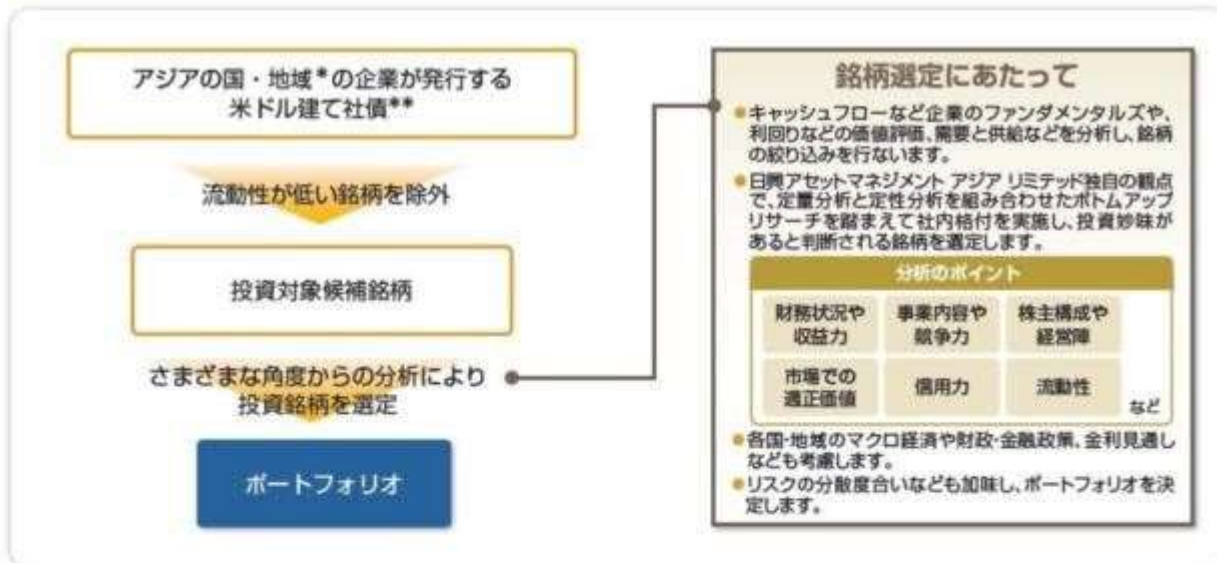 アジアの国・地域*の企業が発行する
米ドル建て社債**
流動性が低い銘柄を除外
投資対象候補銘柄
さまざまな角度からの分析により
投資銘柄を選定
ポートフォリオ
銘柄選定にあたって
●キャッシュフローなど企業のファンダメンタルズや、
利回りなどの価値評価、需要と供給などを分析し、銘柄
の絞り込みを行ないます。
●日興アセットマネジメント アジア リミテッド独自の観点
で、定量分析と定性分析を組み合わせたボトムアップ
リサーチを踏まえて社内格付を実施し、投資妙味が
あると判断される銘柄を選定します。
分析のポイント
財務状況や
収益力
事業内容や
競争力
株主構成や
経営陣
市場での
適正価値
信用力
流動性
など
●各国・地域のマクロ経済や財政・金融政策、金利見通し
なども考慮します。
●リスクの分散度合いなども加味し、ポートフォリオを決
定します。